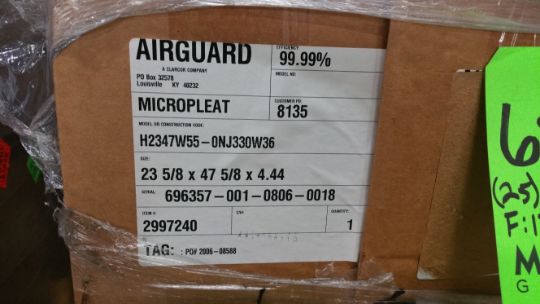 AIRGUARD
A CLARCOR COMPANY
PO Box 32578
Louisville KY 40232
EFFICIENCY
99.99%
MODEL NO.
MICROPLEAT
CUSTOMER PO:
8135
MODEL OR CONSTRUCTION CODE:
H2347W55-0NJ330W36
SIZE:
23 5/8 x 47 5/8 x 4.44
SERIAL: 696357-001-0806-0018
ITEM #
2997240
QUANTITY:
1
TAG: : PO# 2006-08588
(25)
F:1
M
G